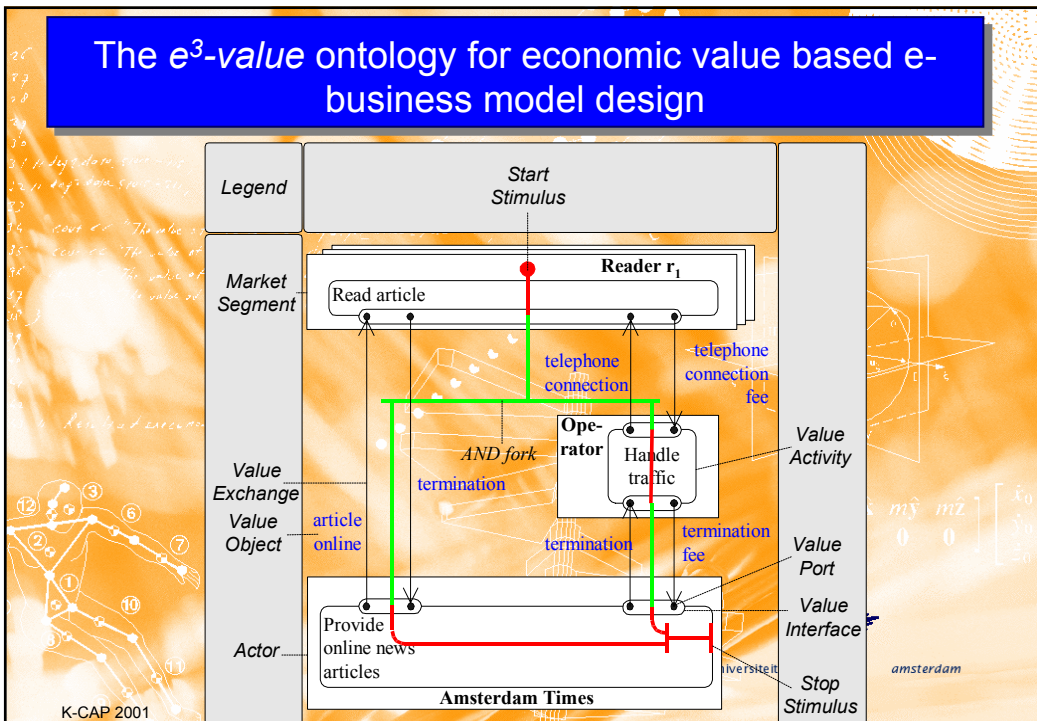 The e³-value ontology for economic value based e-
business model design
Legend
Start
Stimulus
Market
Segment
Reader r₁
Read article
telephone
connection
telephone
connection
fee
Ope-
rator
AND fork
Handle
traffic
Value
Activity
Value
Exchange
termination
Value
Object
article
online
termination
termination
fee
Value
Port
Value
Interface
Provide
online news
articles
Actor
Amsterdam Times
iversiteit
amsterdam
Stop
Stimulus
K-CAP 2001